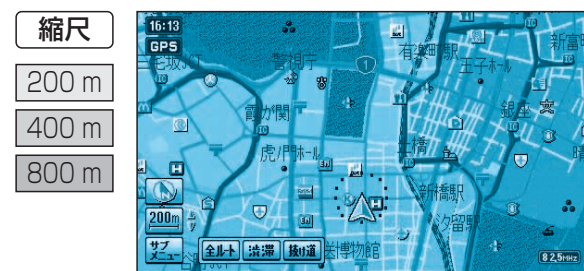 縮尺
200 m
400 m
800 m
16:13
GPS
三宅坂JCT
警視庁
1
有楽町駅
王子ホール
新富町
霞が関
銀座
虎ノ門ホール
土橋
新橋駅
汐留駅
200m
サブ
メニュー
全ルート
渋滞
抜け道
送博物館
82.5MHz